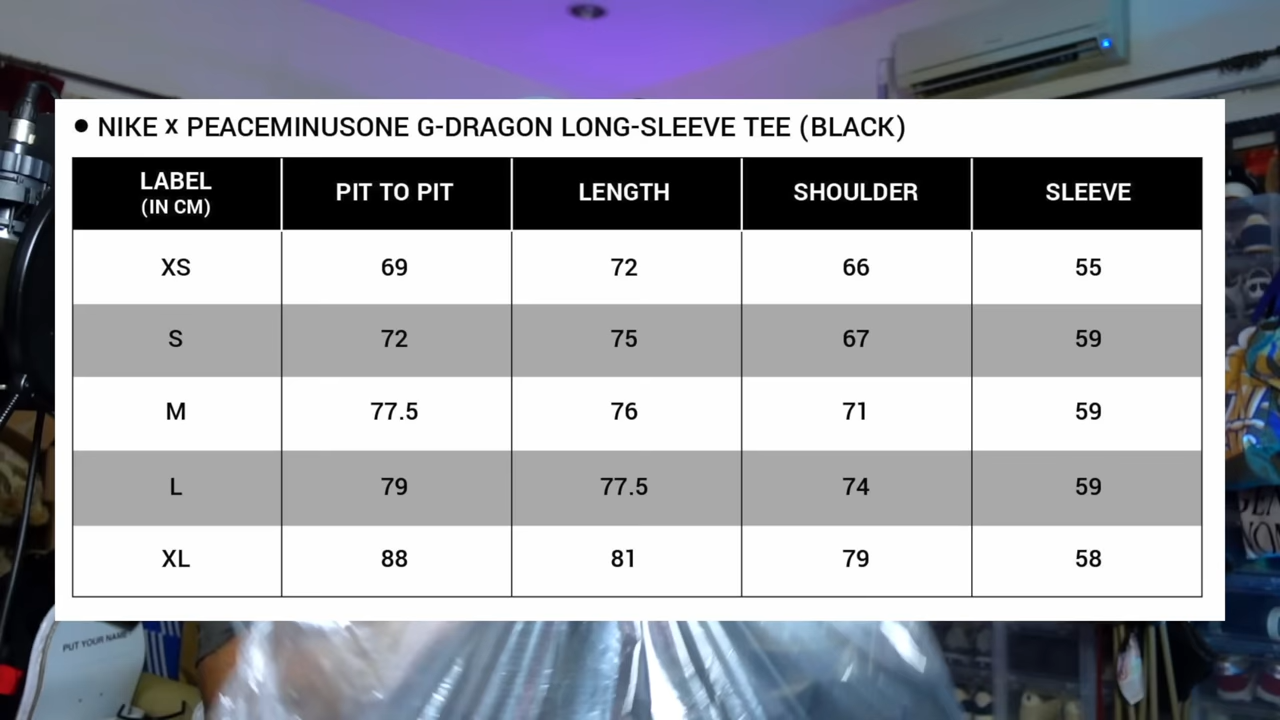 ● NIKE x PEACEMINUSONE G-DRAGON LONG-SLEEVE TEE (BLACK)
LABEL (IN CM) PIT TO PIT LENGTH SHOULDER SLEEVE
XS 69 72 66 55
S 72 75 67 59
M 77.5 76 71 59
L 79 77.5 74 59
XL 88 81 79 58
PUT YOUR NAME